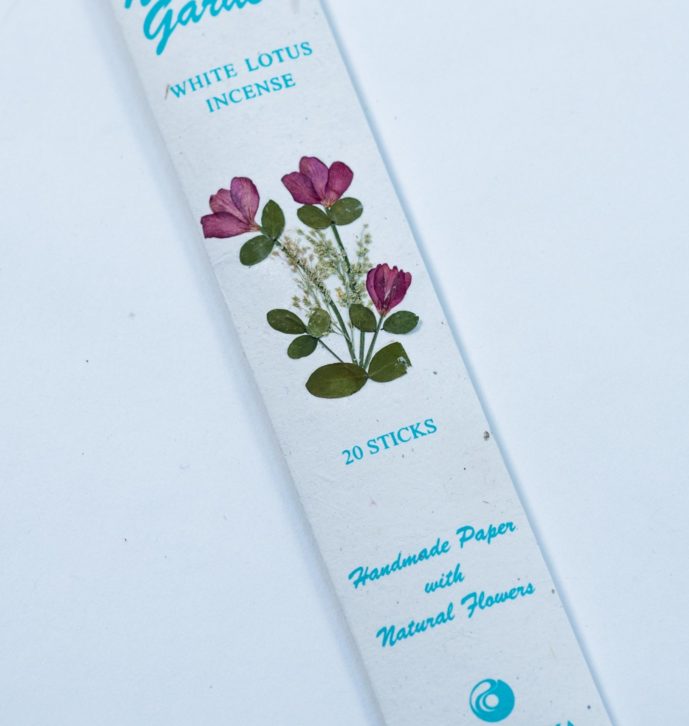 WHITE LOTUS
INCENSE
20 STICKS
Handmade Paper
with
Natural Flowers